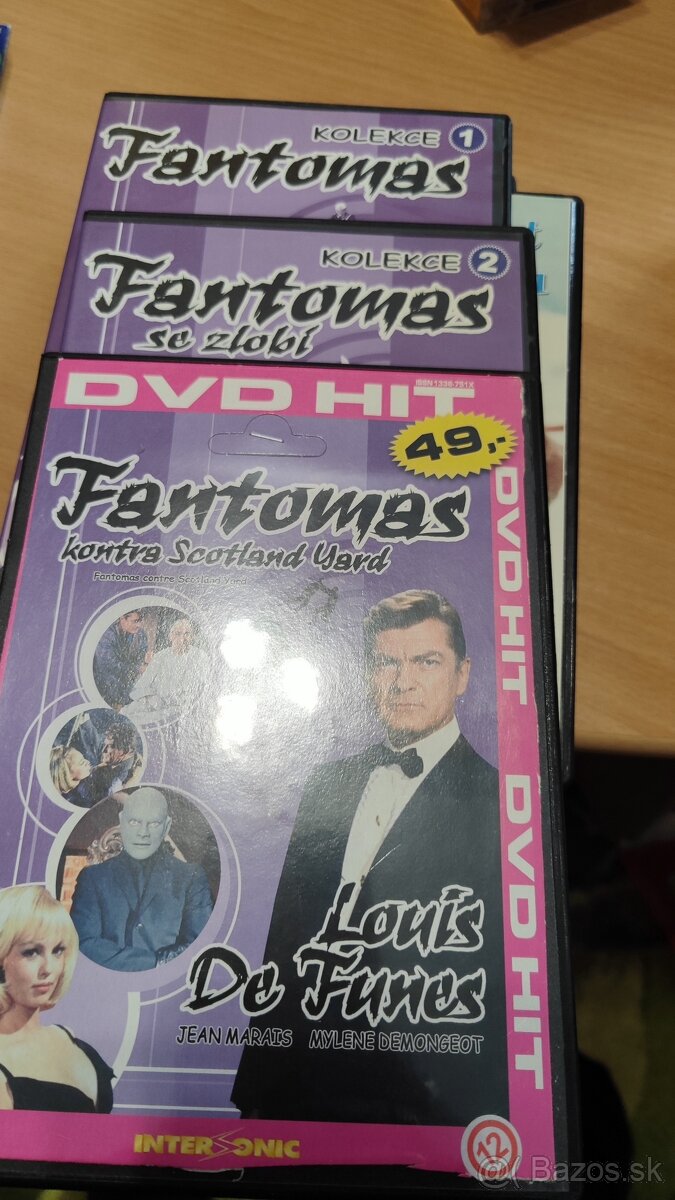 KOLEKCE 1
Fantomas
KOLEKCE 2
Fantomas
se zlobí
DVD HIT
ISSN 1336-751X
49,-
Fantomas
kontra Scotland Yard
Fantomas contre Scotland Yard
DVD HIT
DVD HIT
Louis
De Funes
JEAN MARAIS MYLENE DEMONGEOT
INTERSONIC
12
Bazos.sk